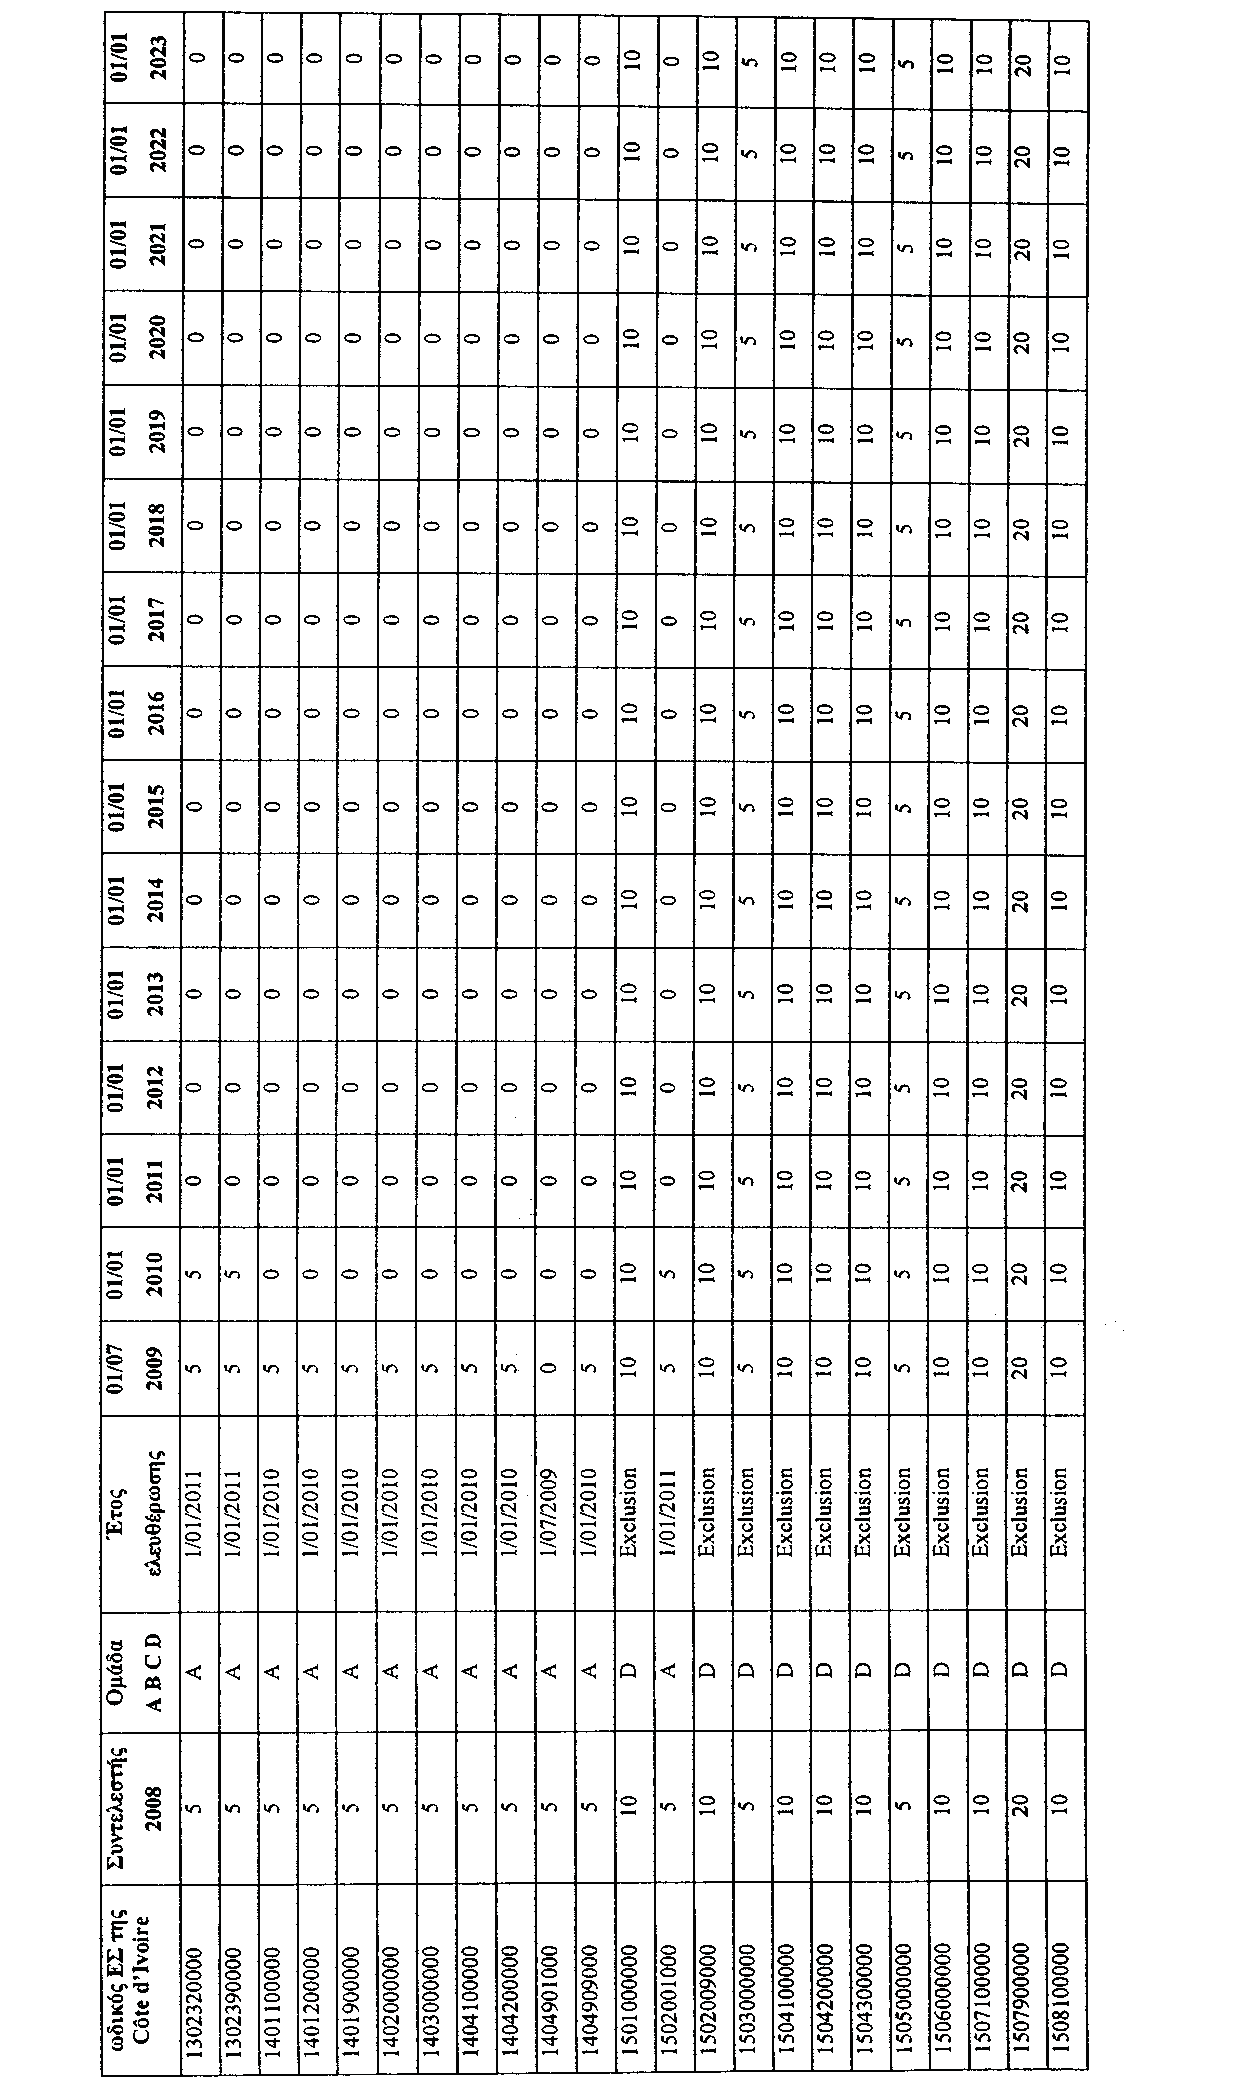 ωδικός ΕΣ της Côte d’Ivoire Συντελεστής 2008 Ομάδα A B C D Έτος ελευθέρωσης 01/07 2009 01/01 2010 01/01 2011 01/01 2012 01/01 2013 01/01 2014 01/01 2015 01/01 2016 01/01 2017 01/01 2018 01/01 2019 01/01 2020 01/01 2021 01/01 2022 01/01 2023
1302320000 5 A 1/01/2011 5 5 0 0 0 0 0 0 0 0 0 0 0 0 0
1302390000 5 A 1/01/2011 5 5 0 0 0 0 0 0 0 0 0 0 0 0 0
1401100000 5 A 1/01/2010 5 0 0 0 0 0 0 0 0 0 0 0 0 0 0
1401200000 5 A 1/01/2010 5 0 0 0 0 0 0 0 0 0 0 0 0 0 0
1401900000 5 A 1/01/2010 5 0 0 0 0 0 0 0 0 0 0 0 0 0 0
1402000000 5 A 1/01/2010 5 0 0 0 0 0 0 0 0 0 0 0 0 0 0
1403000000 5 A 1/01/2010 5 0 0 0 0 0 0 0 0 0 0 0 0 0 0
1404100000 5 A 1/01/2010 5 0 0 0 0 0 0 0 0 0 0 0 0 0 0
1404200000 5 A 1/01/2010 5 0 0 0 0 0 0 0 0 0 0 0 0 0 0
1404901000 5 A 1/07/2009 0 0 0 0 0 0 0 0 0 0 0 0 0 0 0
1404909000 5 A 1/01/2010 5 0 0 0 0 0 0 0 0 0 0 0 0 0 0
1501000000 10 D Exclusion 10 10 10 10 10 10 10 10 10 10 10 10 10 10 10
1502001000 5 A 1/01/2011 5 5 0 0 0 0 0 0 0 0 0 0 0 0 0
1502009000 10 D Exclusion 10 10 10 10 10 10 10 10 10 10 10 10 10 10 10
1503000000 5 D Exclusion 5 5 5 5 5 5 5 5 5 5 5 5 5 5 5
1504100000 10 D Exclusion 10 10 10 10 10 10 10 10 10 10 10 10 10 10 10
1504200000 10 D Exclusion 10 10 10 10 10 10 10 10 10 10 10 10 10 10 10
1504300000 10 D Exclusion 10 10 10 10 10 10 10 10 10 10 10 10 10 10 10
1505000000 5 D Exclusion 5 5 5 5 5 5 5 5 5 5 5 5 5 5 5
1506000000 10 D Exclusion 10 10 10 10 10 10 10 10 10 10 10 10 10 10 10
1507100000 10 D Exclusion 10 10 10 10 10 10 10 10 10 10 10 10 10 10 10
1507900000 20 D Exclusion 20 20 20 20 20 20 20 20 20 20 20 20 20 20 20
1508100000 10 D Exclusion 10 10 10 10 10 10 10 10 10 10 10 10 10 10 10